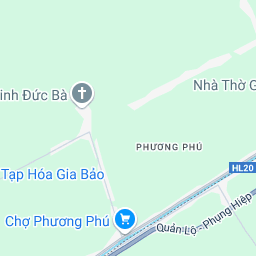 Nhà Thờ G
inh Đức Bà
PHƯƠNG PHÚ
HL20
Tạp Hóa Gia Bảo
Chợ Phương Phú
Quản Lộ - Phụng Hiệp